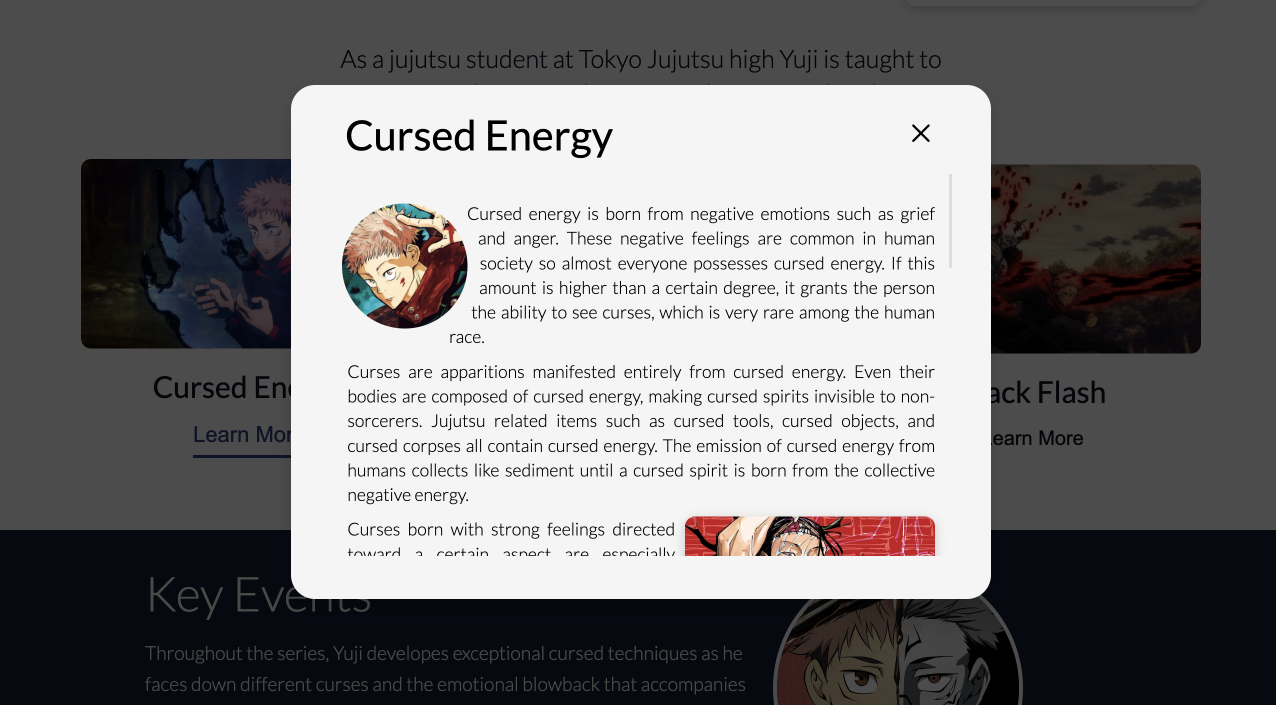 As a jujutsu student at Tokyo Jujutsu high Yuji is taught to
Cursed Energy
Cursed energy is born from negative emotions such as grief
and anger. These negative feelings are common in human
society so almost everyone possesses cursed energy. If this
amount is higher than a certain degree, it grants the person
the ability to see curses, which is very rare among the human
race.
Curses are apparitions manifested entirely from cursed energy. Even their
bodies are composed of cursed energy, making cursed spirits invisible to non-
sorcerers. Jujutsu related items such as cursed tools, cursed objects, and
cursed corpses all contain cursed energy. The emission of cursed energy from
humans collects like sediment until a cursed spirit is born from the collective
negative energy.
Curses born with strong feelings directed
toward a certain aspect are especially
Cursed En
Learn Mor
ack Flash
earn More
Key Events
Throughout the series, Yuji developes exceptional cursed techniques as he
faces down different curses and the emotional blowback that accompanies